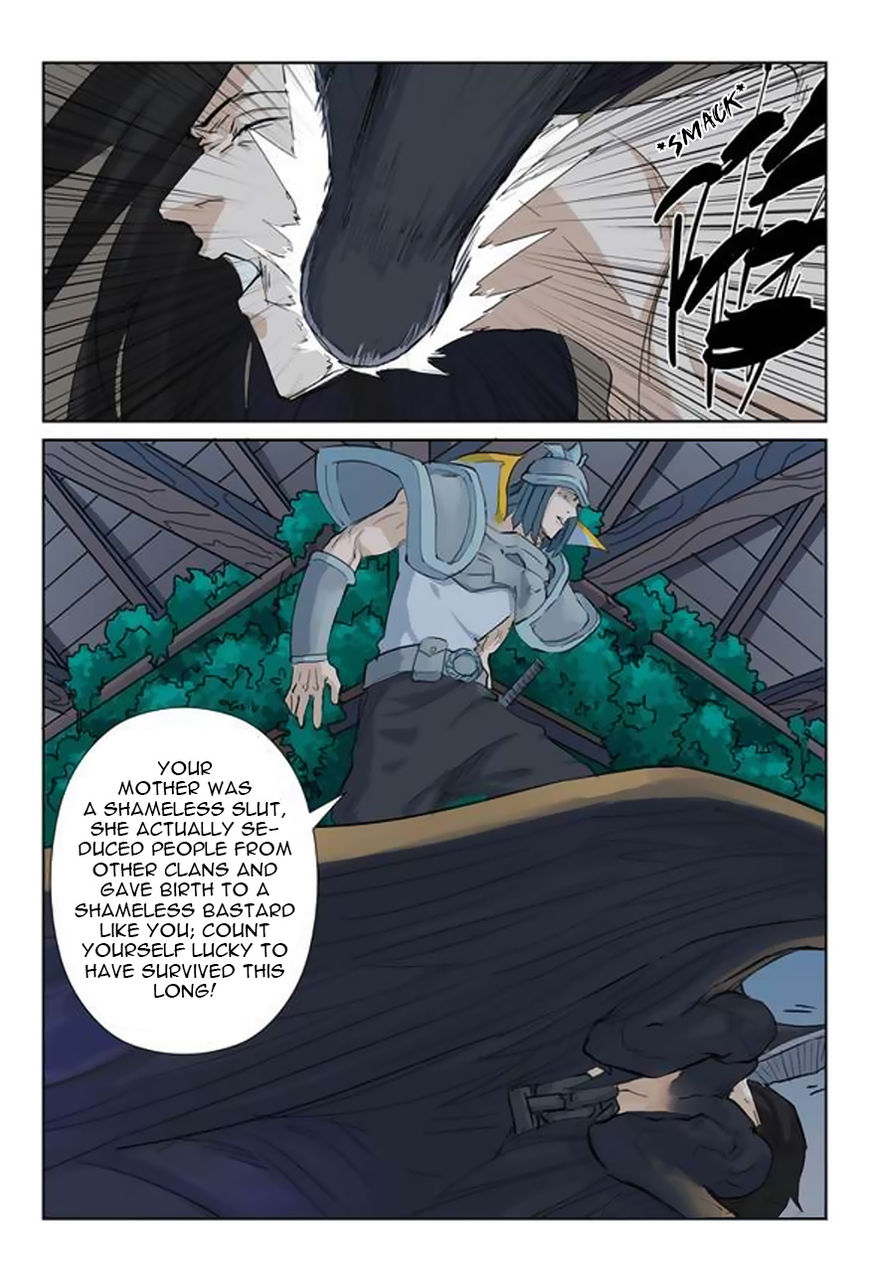 *SMACK*
YOUR
MOTHER WAS
A SHAMELESS SLUT,
SHE ACTUALLY SE-
DUCED PEOPLE FROM
OTHER CLANS AND
GAVE BIRTH TO A
SHAMELESS BASTARD
LIKE YOU; COUNT
YOURSELF LUCKY TO
HAVE SURVIVED THIS
LONG!